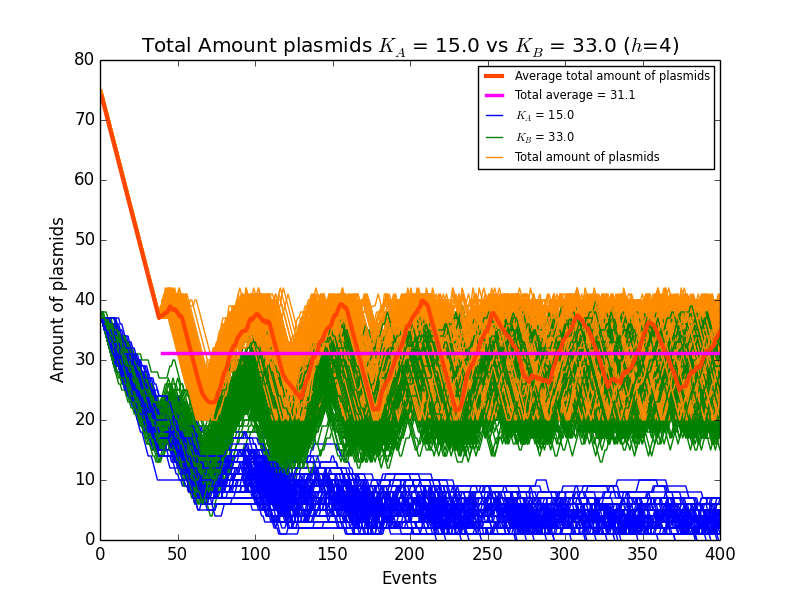 Total Amount plasmids K_A = 15.0 vs K_B = 33.0 (h=4)
Average total amount of plasmids
Total average = 31.1
K_A = 15.0
K_B = 33.0
Total amount of plasmids
Amount of plasmids
80
70
60
50
40
30
20
10
0
0 50 100 150 200 250 300 350 400
Events